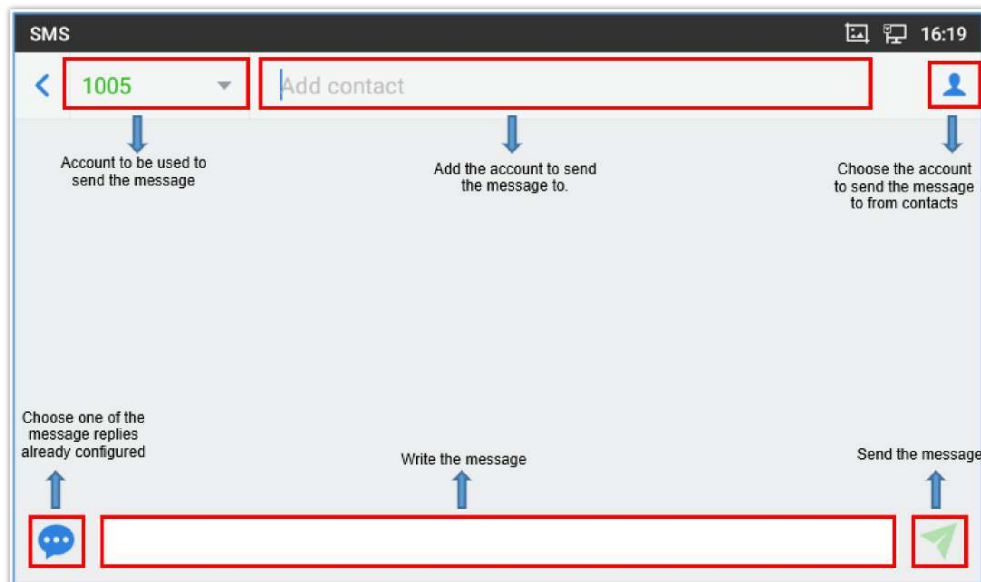 SMS
16:19
1005
Add contact
Account to be used to
send the message
Add the account to send
the message to.
Choose the account
to send the message
to from contacts
Choose one of the
message replies
already configured
Write the message
Send the message